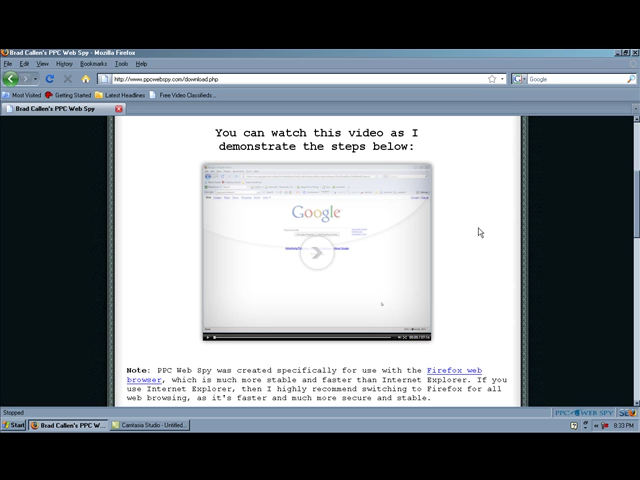 Brad Callen's PPC Web Spy - Mozilla Firefox
File Edit View History Bookmarks Tools Help
http://www.ppcwebspy.com/download.php
Google
Most Visited Getting Started Latest Headlines Free Video Classifieds...
Brad Callen's PPC Web Spy
You can watch this video as I
demonstrate the steps below:
Google
Note: PPC Web Spy was created specifically for use with the Firefox web
browser, which is much more stable and faster than Internet Explorer. If you
use Internet Explorer, then I highly recommend switching to Firefox for all
web browsing, as it's faster and much more secure and stable.
Stopped
PPC WEB SPY
Start Brad Callen's PPC W... Camtasia Studio - Untitled... 8:33 PM